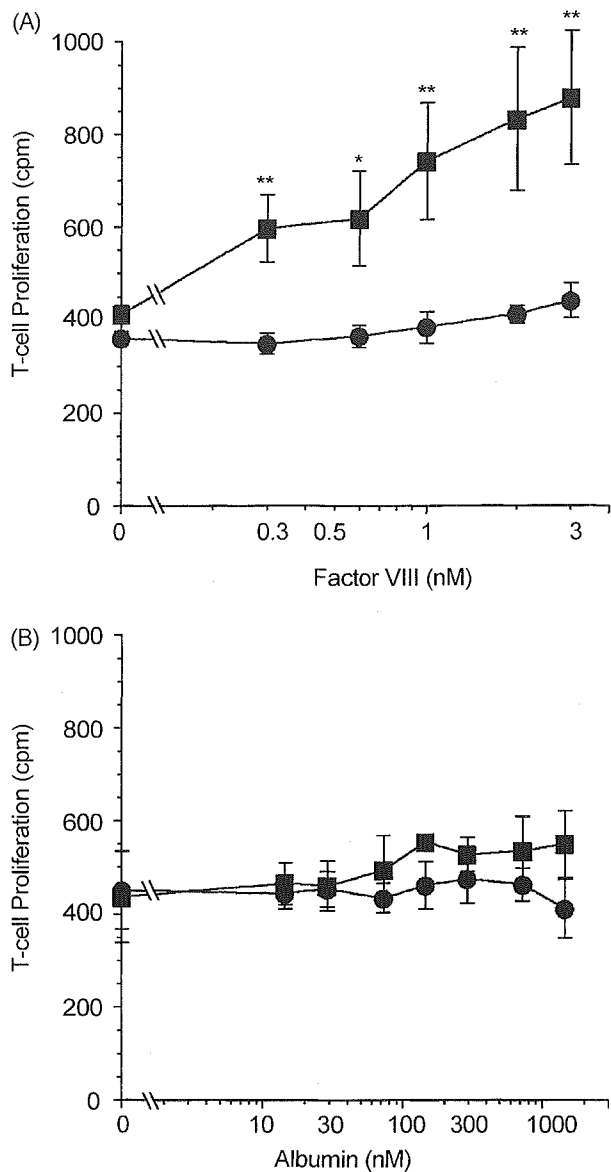 (A)
1000
800
600
400
200
0
T-cell Proliferation (cpm)
**
*
**
**
**
0 0.3 0.5 1 3
Factor VIII (nM)
(B)
1000
800
600
400
200
0
T-cell Proliferation (cpm)
0 10 30 100 300 1000
Albumin (nM)